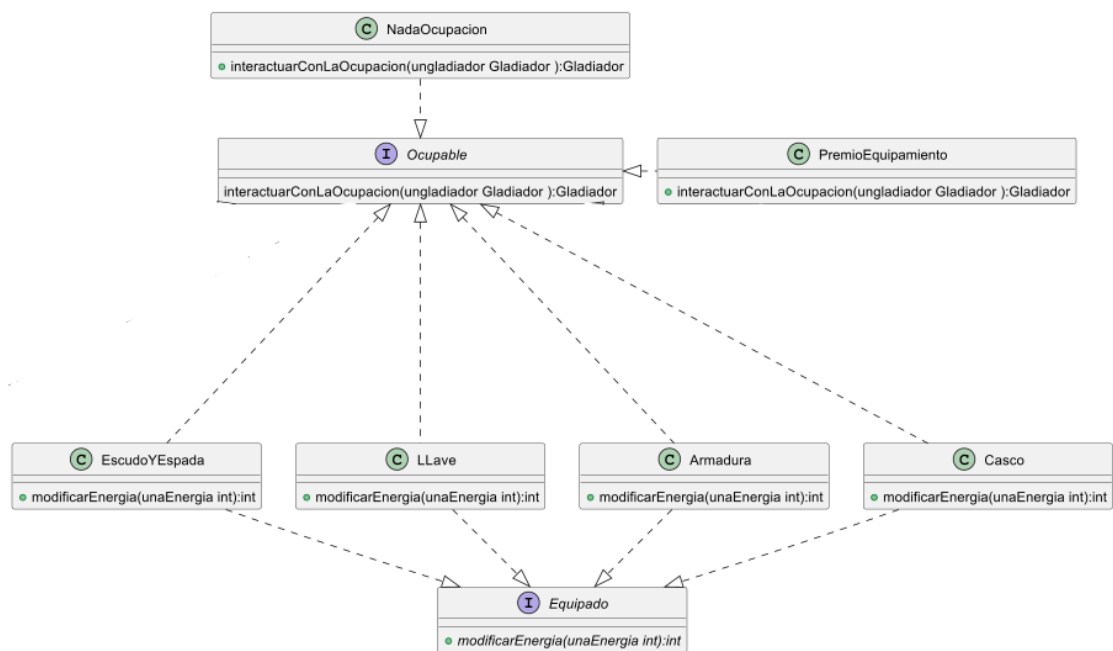 C NadaOcupacion
interactuarConLaOcupacion(ungladiador Gladiador ):Gladiador
I Ocupable
interactuarConLaOcupacion(ungladiador Gladiador ):Gladiador
C PremioEquipamiento
interactuarConLaOcupacion(ungladiador Gladiador ):Gladiador
C EscudoYEspada
modificarEnergia(unaEnergia int):int
C LLave
modificarEnergia(unaEnergia int):int
C Armadura
modificarEnergia(unaEnergia int):int
C Casco
modificarEnergia(unaEnergia int):int
I Equipado
modificarEnergia(unaEnergia int):int